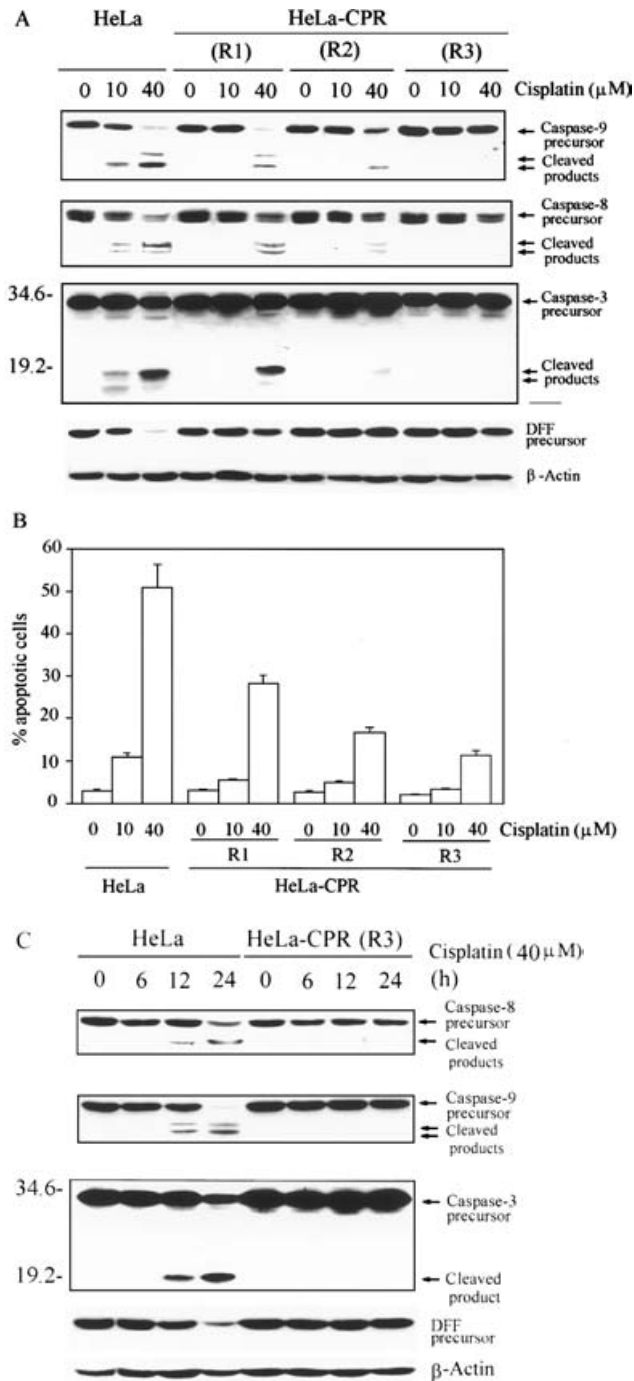 A
HeLa HeLa-CPR
(R1) (R2) (R3)
0 10 40 0 10 40 0 10 40 0 10 40 Cisplatin (μM)
Caspase-9
precursor
Cleaved
products
Caspase-8
precursor
Cleaved
products
34.6-
Caspase-3
precursor
19.2-
Cleaved
products
DFF
precursor
β-Actin
B
% apoptotic cells
60
50
40
30
20
10
0
0 10 40 0 10 40 0 10 40 0 10 40 Cisplatin (μM)
R1 R2 R3
HeLa HeLa-CPR
C
HeLa HeLa-CPR (R3) Cisplatin (40μM)
0 6 12 24 0 6 12 24 (h)
Caspase-8
precursor
Cleaved
products
Caspase-9
precursor
Cleaved
products
34.6-
Caspase-3
precursor
19.2-
Cleaved
product
DFF
precursor
β-Actin